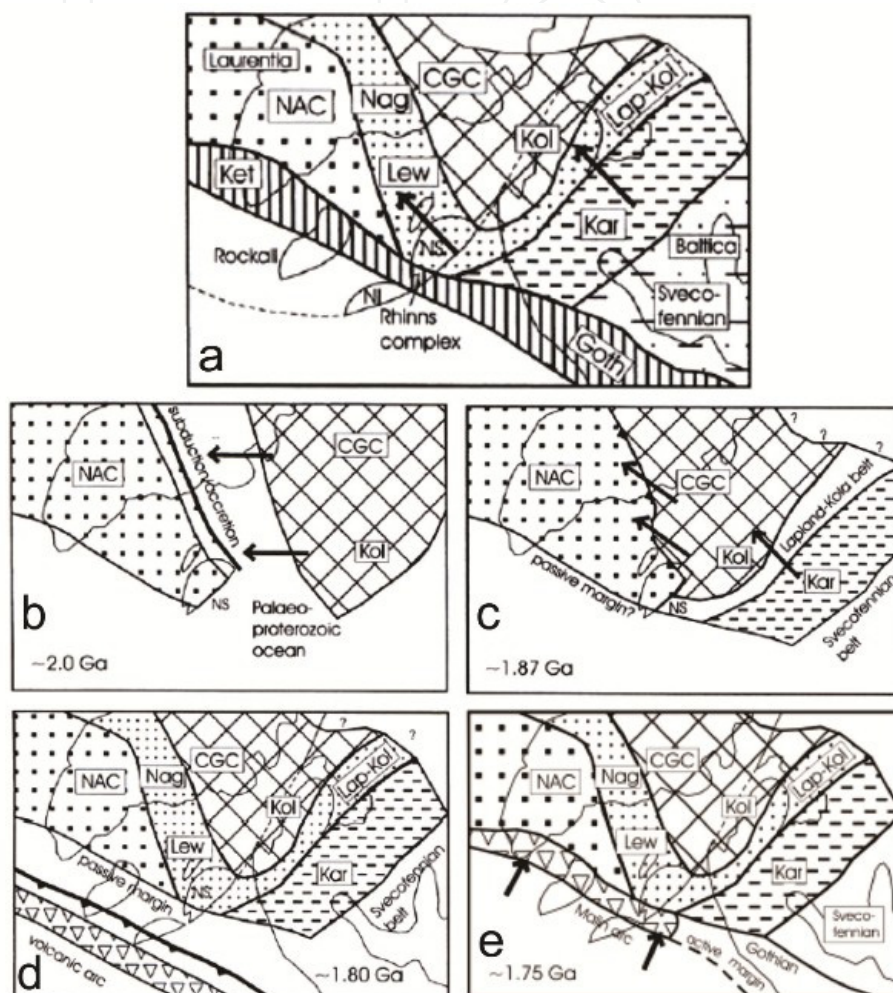 Laurentia
NAC
Nag
CGC
Lap-Kol
Kol
Ket
Lew
Kar
Rockall
NS
Baltica
NI
Sveco-
fennian
Rhinns
complex
Goth
a
subduction/accretion
NAC
CGC
Kol
NS
Palaeo-
proterozoic
ocean
b
~2.0 Ga
?
?
?
NAC
CGC
Lapland-Kola belt
Kol
Kar
passive margin?
NS
Svecofennian
belt
c
~1.87 Ga
?
?
NAC
Nag
CGC
Lap-Kol
Kol
Lew
NS
Kar
passive margin
Svecofennian
belt
volcanic arc
d
~1.80 Ga
?
NAC
Nag
CGC
Lap-Kol
Kol
Lew
NS
Kar
Sveco-
fennian
Malin arc
active
margin
Gothian
e
~1.75 Ga